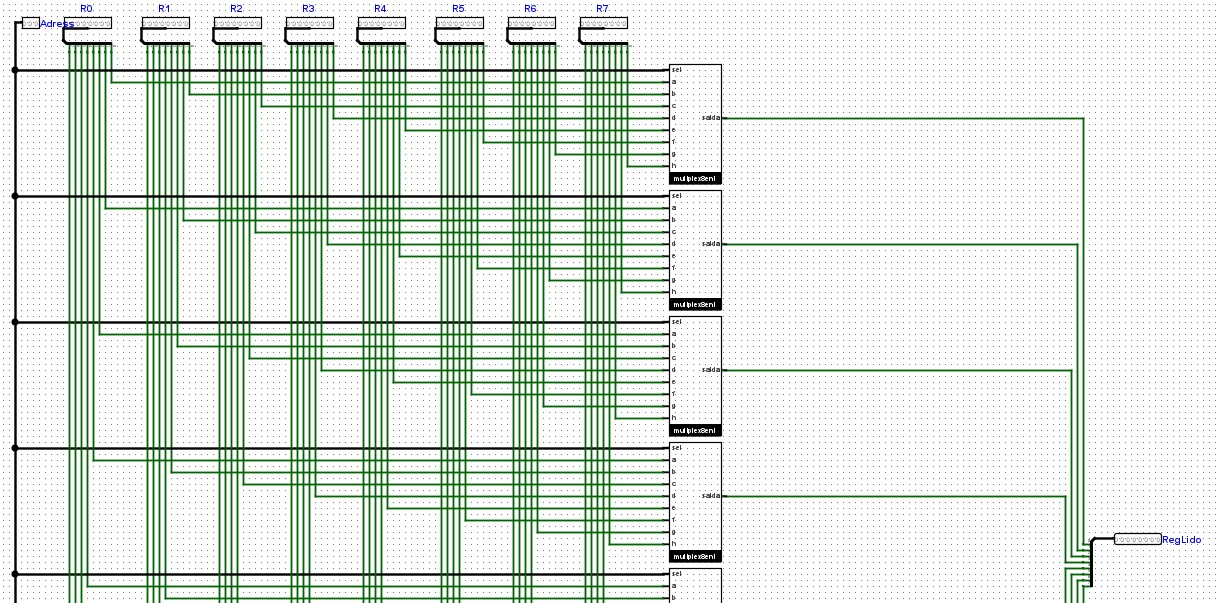 R0 R1 R2 R3 R4 R5 R6 R7
Adress
sel
a
b
c
d saida
e
f
g
h
multiplex8en1
sel
a
b
c
d saida
e
f
g
h
multiplex8en1
sel
a
b
c
d saida
e
f
g
h
multiplex8en1
sel
a
b
c
d saida
e
f
g
h
multiplex8en1
RegLido
sel
a
b